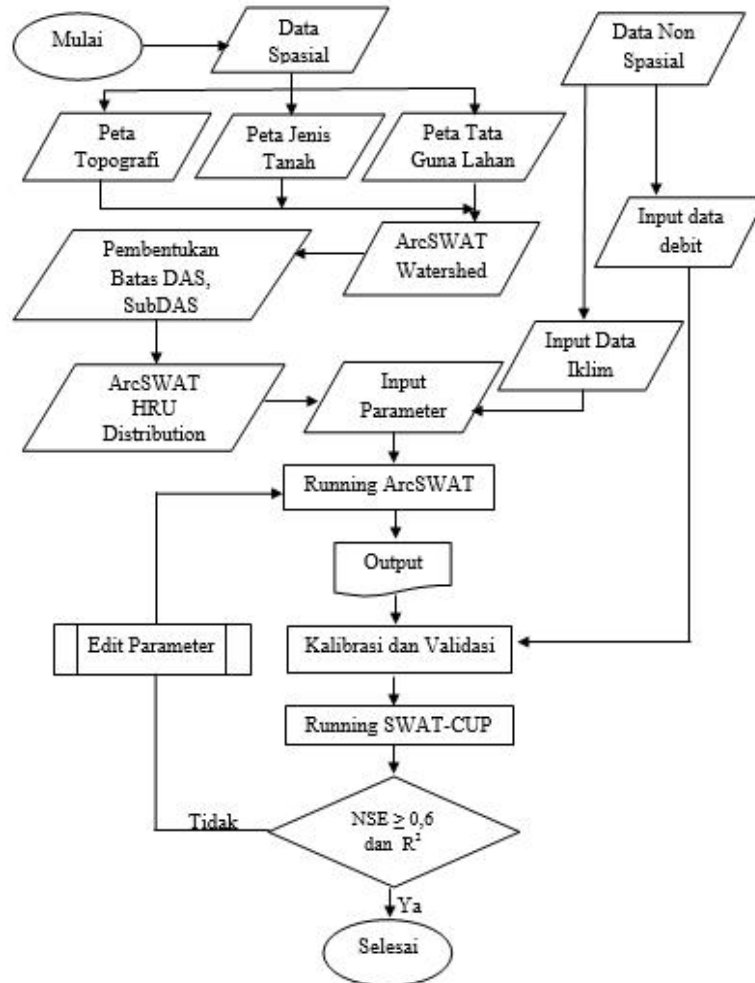 Mulai
Data
Spasial
Data Non
Spasial
Peta
Topografi
Peta Jenis
Tanah
Peta Tata
Guna Lahan
Input data
debit
Pembentukan
Batas DAS,
SubDAS
ArcSWAT
Watershed
Input Data
Iklim
ArcSWAT
HRU
Distribution
Input
Parameter
Running ArcSWAT
Output
Edit Parameter
Kalibrasi dan Validasi
Running SWAT-CUP
Tidak
NSE ≥ 0,6
dan R²
Ya
Selesai